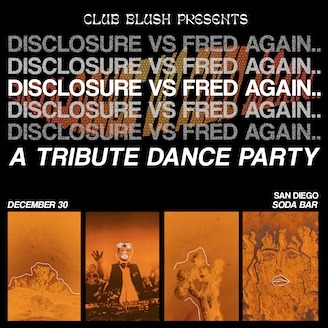 CLUB BLUSH PRESENTS
DISCLOSURE VS FRED AGAIN..
DISCLOSURE VS FRED AGAIN..
DISCLOSURE VS FRED AGAIN..
DISCLOSURE VS FRED AGAIN..
DISCLOSURE VS FRED AGAIN..
A TRIBUTE DANCE PARTY
DECEMBER 30
SAN DIEGO
SODA BAR